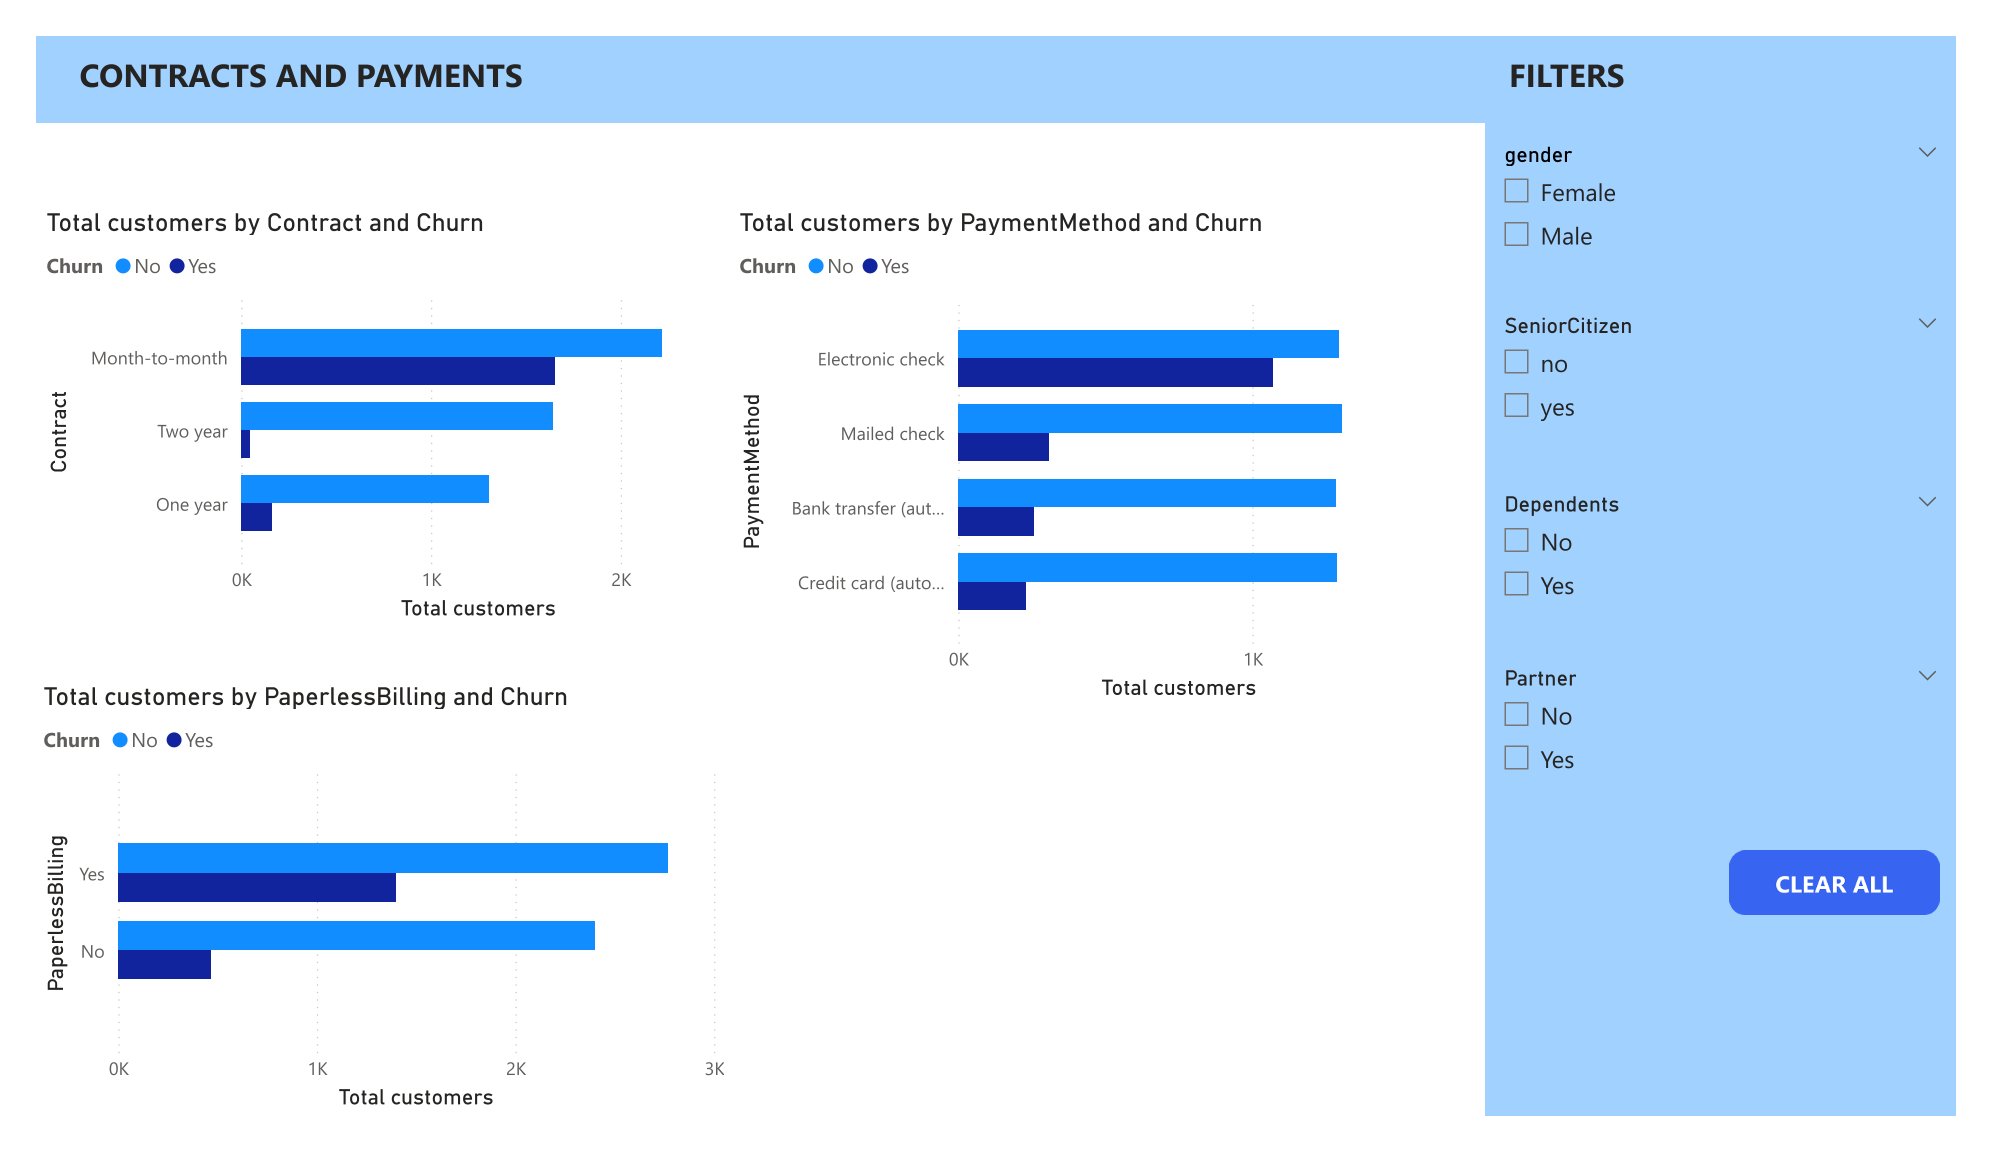 CONTRACTS AND PAYMENTS
Total customers by Contract and Churn
Churn No Yes
Contract
Month-to-month
Two year
One year
0K 1K 2K
Total customers
Total customers by PaymentMethod and Churn
Churn No Yes
PaymentMethod
Electronic check
Mailed check
Bank transfer (aut...
Credit card (auto...
0K 1K
Total customers
Total customers by PaperlessBilling and Churn
Churn No Yes
PaperlessBilling
Yes
No
0K 1K 2K 3K
Total customers
FILTERS
gender
Female
Male
SeniorCitizen
no
yes
Dependents
No
Yes
Partner
No
Yes
CLEAR ALL